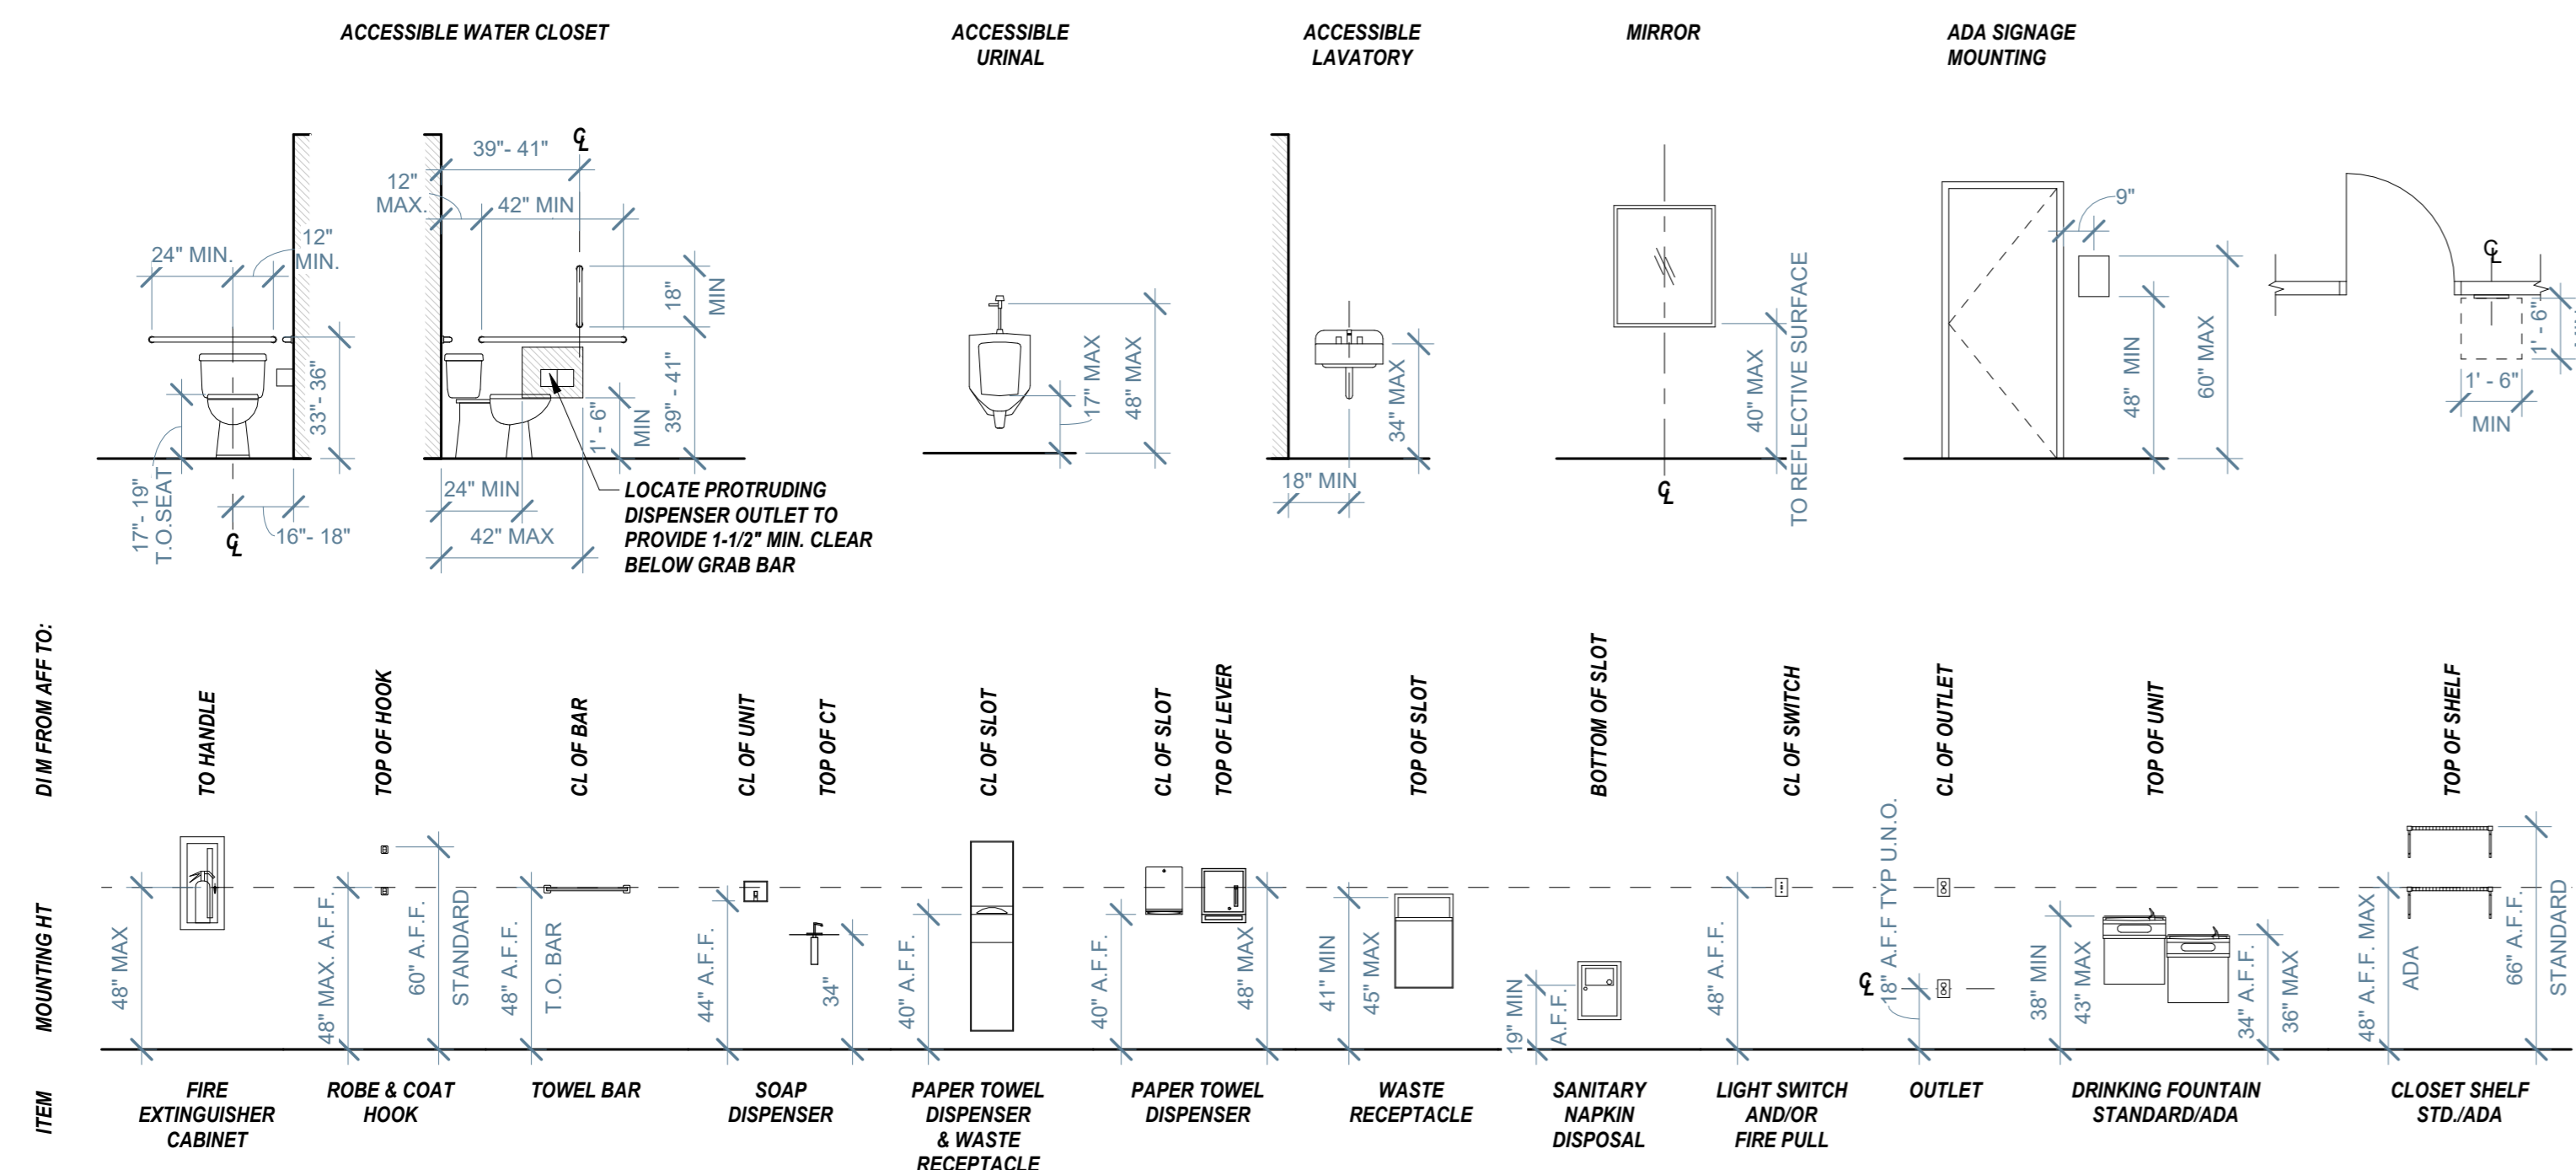 ACCESSIBLE WATER CLOSET
ACCESSIBLE
URINAL
ACCESSIBLE
LAVATORY
MIRROR
ADA SIGNAGE
MOUNTING
24" MIN.
12"
MIN.
33"- 36"
17"- 19"
T.O.SEAT
16"- 18"
39"- 41"
12"
MAX.
42" MIN
18"
MIN
39" - 41"
1' - 6"
MIN
24" MIN
42" MAX
LOCATE PROTRUDING
DISPENSER OUTLET TO
PROVIDE 1-1/2" MIN. CLEAR
BELOW GRAB BAR
17" MAX
48" MAX
34" MAX
18" MIN
40" MAX
TO REFLECTIVE SURFACE
9"
48" MIN
60" MAX
1' - 6"
1' - 6"
MIN
DI M FROM AFF TO:
TO HANDLE
TOP OF HOOK
CL OF BAR
CL OF UNIT
TOP OF CT
CL OF SLOT
CL OF SLOT
TOP OF LEVER
TOP OF SLOT
BOTTOM OF SLOT
CL OF SWITCH
CL OF OUTLET
TOP OF UNIT
TOP OF SHELF
MOUNTING HT
48" MAX
48" MAX. A.F.F.
60" A.F.F.
STANDARD
48" A.F.F.
T.O. BAR
44" A.F.F.
34"
40" A.F.F.
40" A.F.F.
48" MAX
41" MIN
45" MAX
19" MIN
A.F.F.
48" A.F.F.
18" A.F.F TYP U.N.O.
38" MIN
43" MAX
34" A.F.F.
36" MAX
48" A.F.F. MAX
ADA
66" A.F.F.
STANDARD
ITEM
FIRE
EXTINGUISHER
CABINET
ROBE & COAT
HOOK
TOWEL BAR
SOAP
DISPENSER
PAPER TOWEL
DISPENSER
& WASTE
RECEPTACLE
PAPER TOWEL
DISPENSER
WASTE
RECEPTACLE
SANITARY
NAPKIN
DISPOSAL
LIGHT SWITCH
AND/OR
FIRE PULL
OUTLET
DRINKING FOUNTAIN
STANDARD/ADA
CLOSET SHELF
STD./ADA